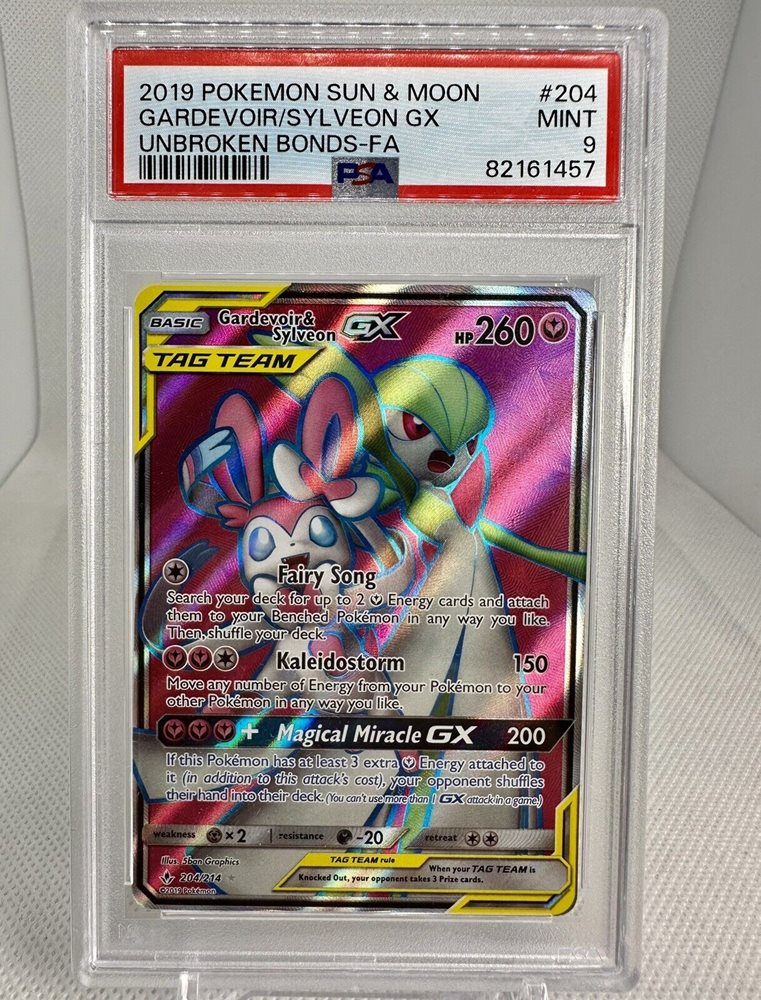 2019 POKEMON SUN & MOON #204
GARDEVOIR/SYLVEON GX MINT
UNBROKEN BONDS-FA 9
PSA 82161457
BASIC Gardevoir& Sylveon GX HP260
TAG TEAM
Fairy Song
Search your deck for up to 2 Energy cards and attach
them to your Benched Pokémon in any way you like.
Then, shuffle your deck.
Kaleidostorm 150
Move any number of Energy from your Pokémon to your
other Pokémon in any way you like.
+ Magical Miracle GX 200
If this Pokémon has at least 3 extra Energy attached to
it (in addition to this attack's cost), your opponent shuffles
their hand into their deck. (You can't use more than 1 GX attack in a game.)
weakness ×2 resistance -20 retreat
Illus. 5ban Graphics
TAG TEAM rule When your TAG TEAM is
Knocked Out, your opponent takes 3 Prize cards.
204/214
©2019 Pokémon